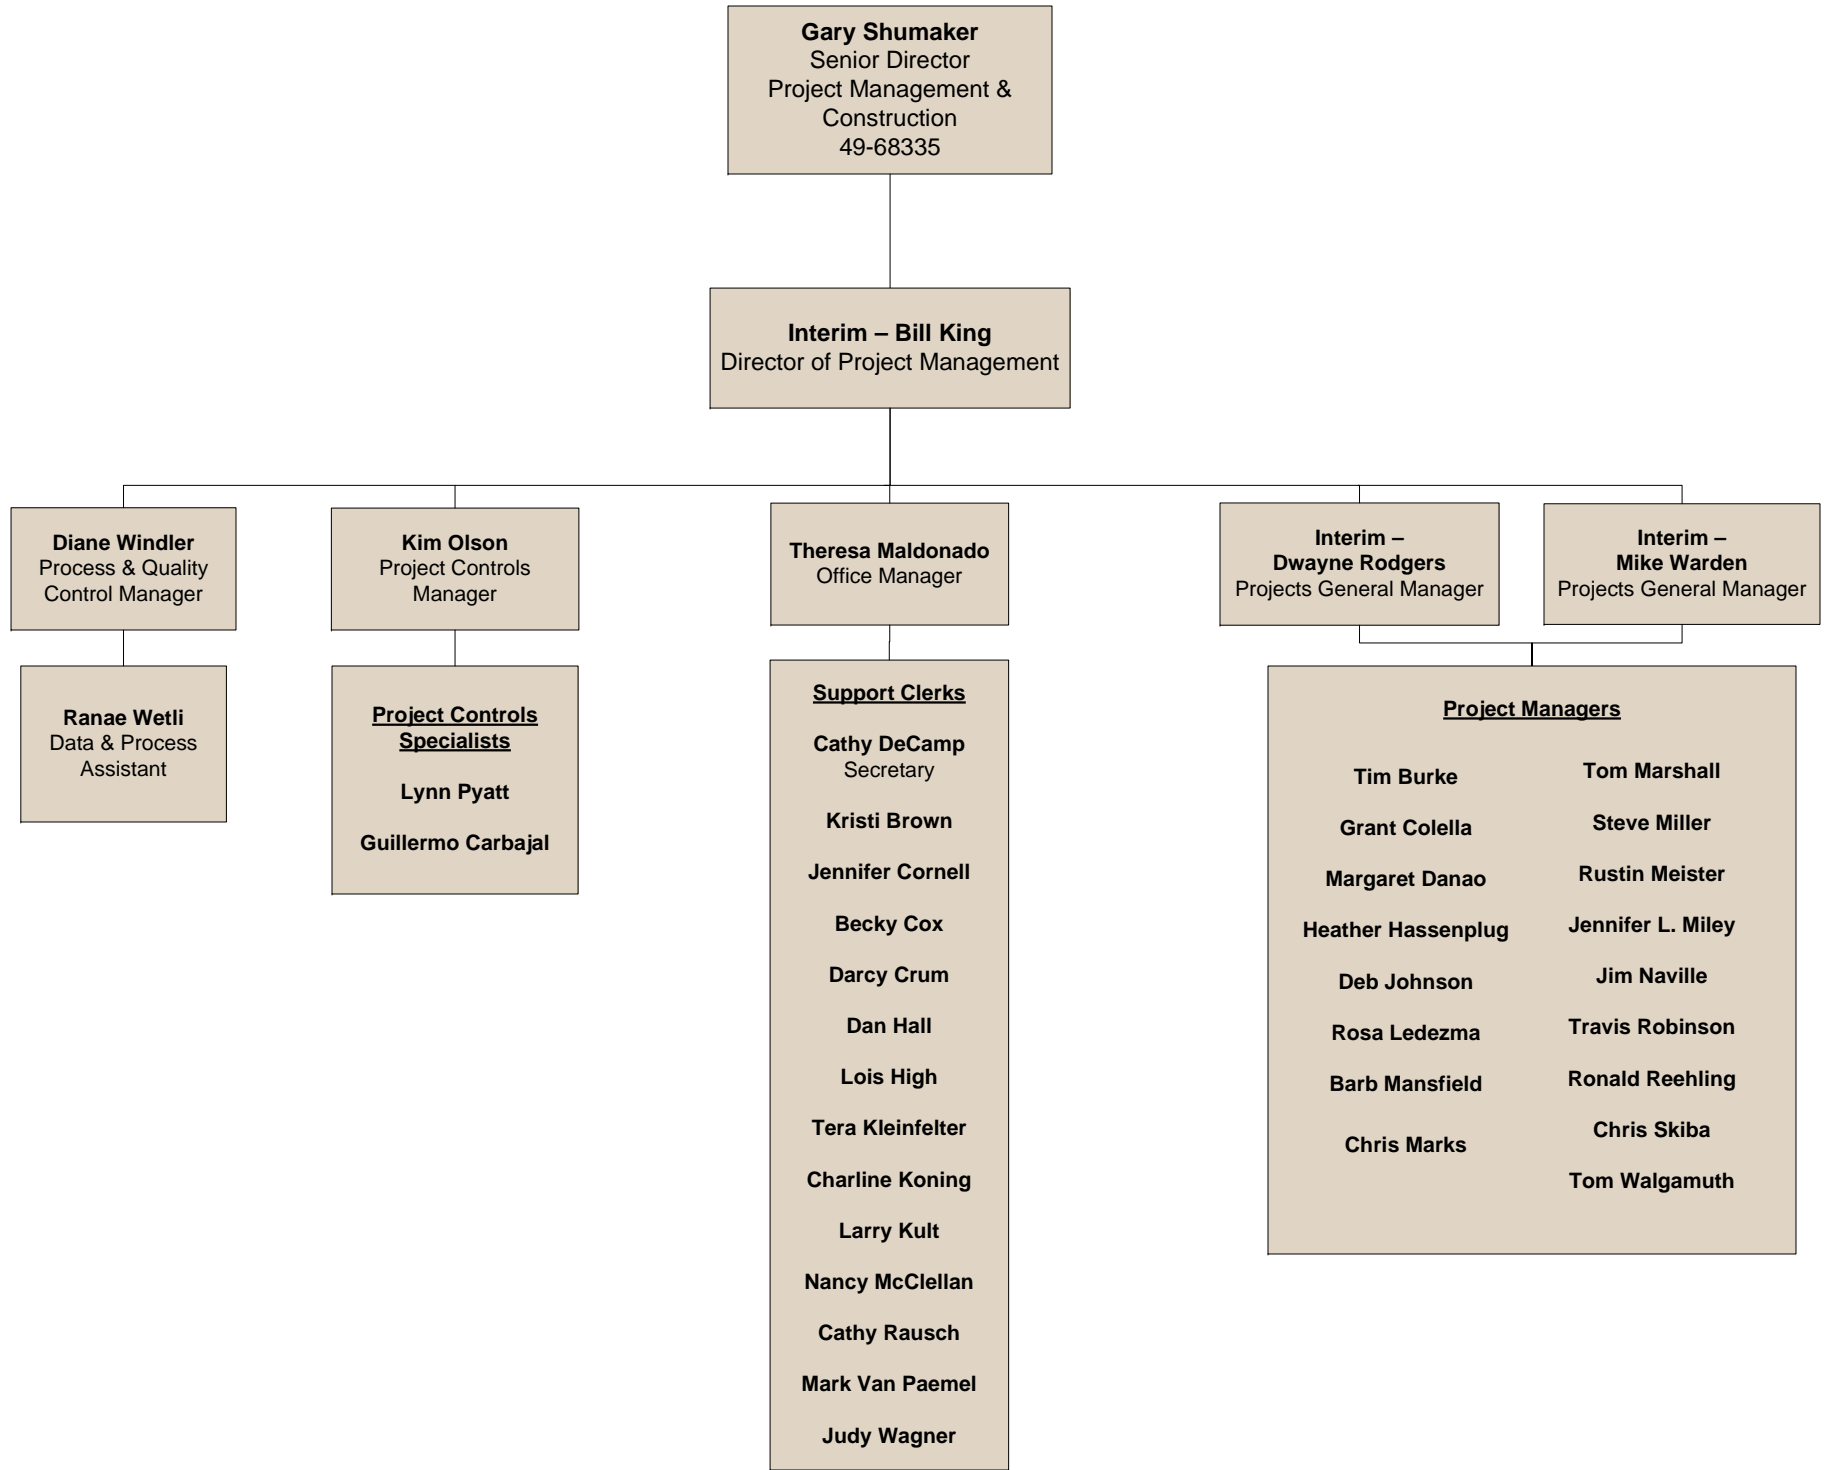 Gary Shumaker
Senior Director
Project Management &
Construction
49-68335
Interim – Bill King
Director of Project Management
Diane Windler
Process & Quality
Control Manager
Kim Olson
Project Controls
Manager
Theresa Maldonado
Office Manager
Interim –
Dwayne Rodgers
Projects General Manager
Interim –
Mike Warden
Projects General Manager
Ranae Wetli
Data & Process
Assistant
Project Controls
Specialists
Lynn Pyatt
Guillermo Carbajal
Support Clerks
Cathy DeCamp
Secretary
Kristi Brown
Jennifer Cornell
Becky Cox
Darcy Crum
Dan Hall
Lois High
Tera Kleinfelter
Charline Koning
Larry Kult
Nancy McClellan
Cathy Rausch
Mark Van Paemel
Judy Wagner
Project Managers
Tim Burke
Grant Colella
Margaret Danao
Heather Hassenplug
Deb Johnson
Rosa Ledezma
Barb Mansfield
Chris Marks
Tom Marshall
Steve Miller
Rustin Meister
Jennifer L. Miley
Jim Naville
Travis Robinson
Ronald Reehling
Chris Skiba
Tom Walgamuth